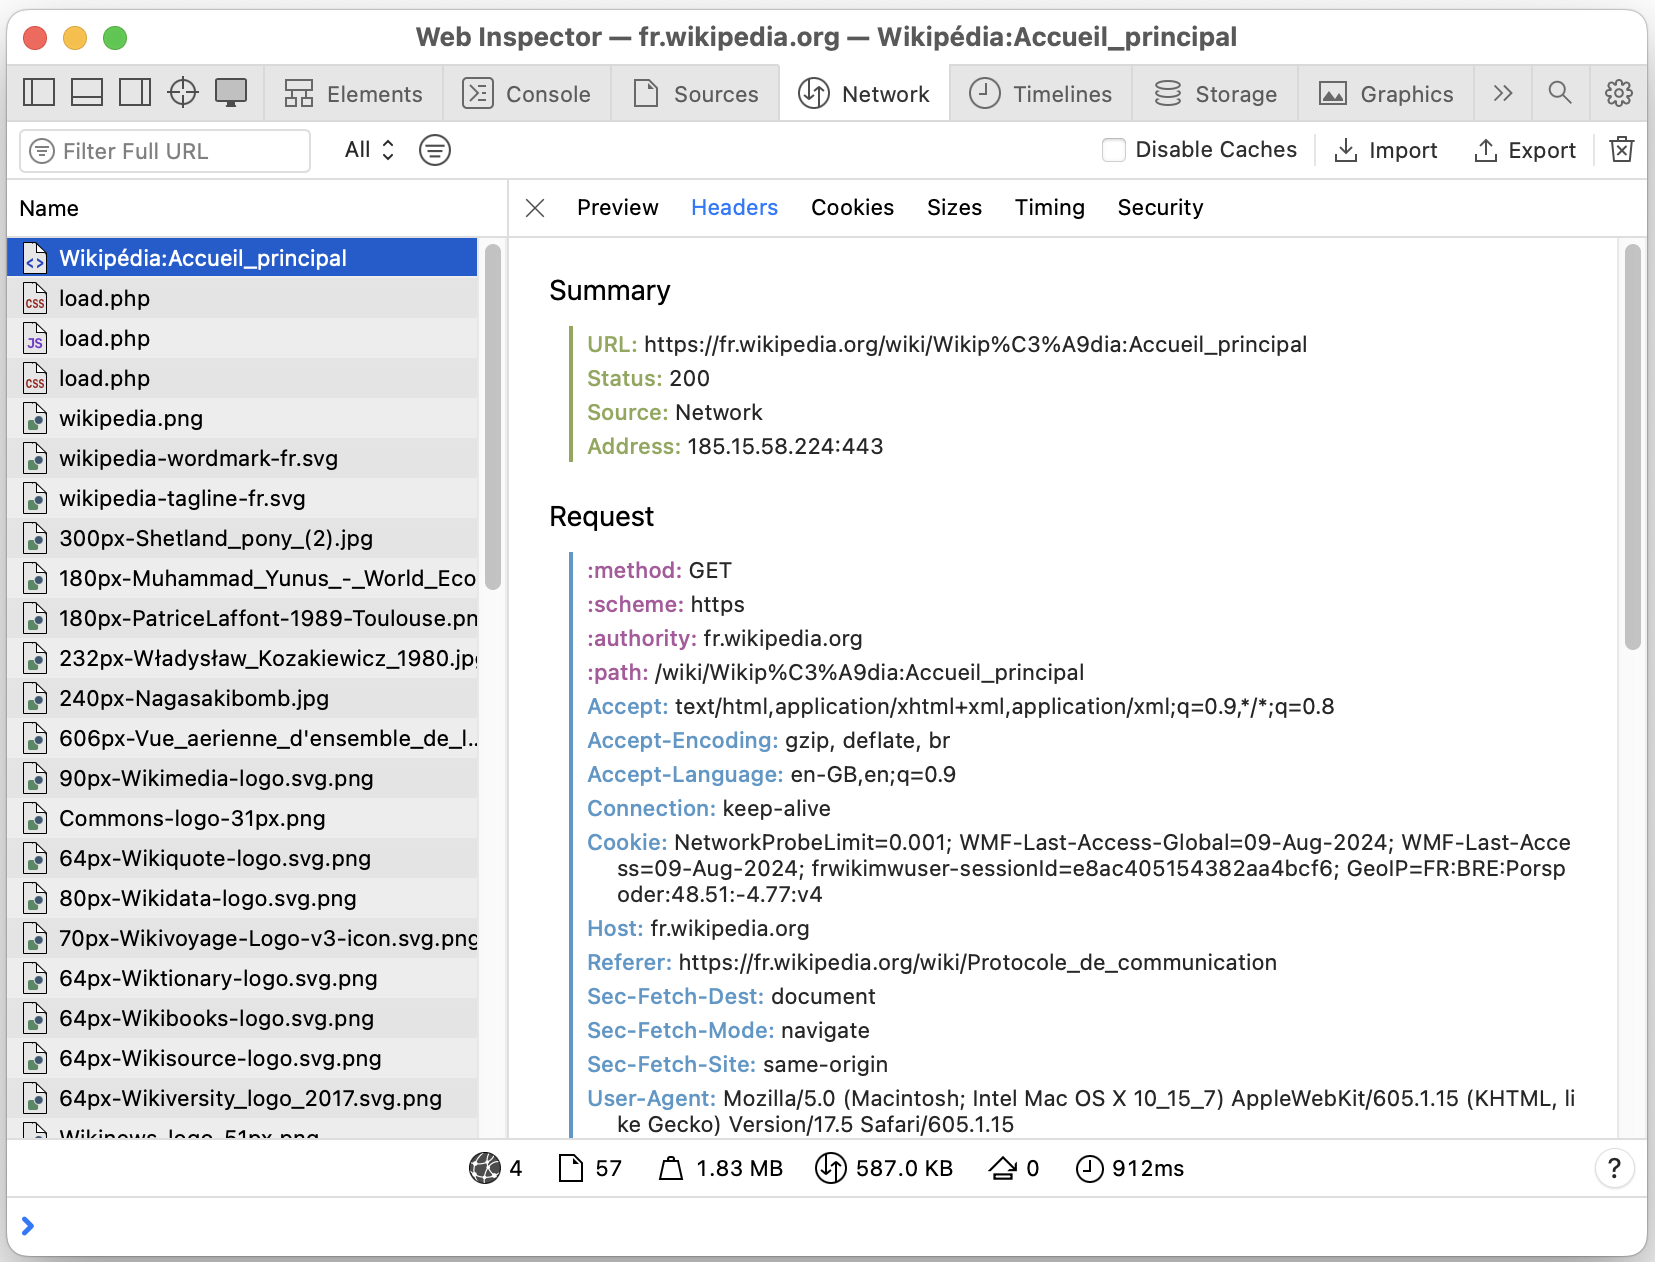 Web Inspector — fr.wikipedia.org — Wikipédia:Accueil_principal
Elements Console Sources Network Timelines Storage Graphics
Filter Full URL All Disable Caches Import Export
Name
Preview Headers Cookies Sizes Timing Security
Wikipédia:Accueil_principal
CSS load.php
JS load.php
CSS load.php
wikipedia.png
wikipedia-wordmark-fr.svg
wikipedia-tagline-fr.svg
300px-Shetland_pony_(2).jpg
180px-Muhammad_Yunus_-_World_Eco
180px-PatriceLaffont-1989-Toulouse.pn
232px-Władysław_Kozakiewicz_1980.jp
240px-Nagasakibomb.jpg
606px-Vue_aerienne_d'ensemble_de_l…
90px-Wikimedia-logo.svg.png
Commons-logo-31px.png
64px-Wikiquote-logo.svg.png
80px-Wikidata-logo.svg.png
70px-Wikivoyage-Logo-v3-icon.svg.png
64px-Wiktionary-logo.svg.png
64px-Wikibooks-logo.svg.png
64px-Wikisource-logo.svg.png
64px-Wikiversity_logo_2017.svg.png
Wikinews-logo-51px.png
Summary
URL: https://fr.wikipedia.org/wiki/Wikip%C3%A9dia:Accueil_principal
Status: 200
Source: Network
Address: 185.15.58.224:443
Request
:method: GET
:scheme: https
:authority: fr.wikipedia.org
:path: /wiki/Wikip%C3%A9dia:Accueil_principal
Accept: text/html,application/xhtml+xml,application/xml;q=0.9,*/*;q=0.8
Accept-Encoding: gzip, deflate, br
Accept-Language: en-GB,en;q=0.9
Connection: keep-alive
Cookie: NetworkProbeLimit=0.001; WMF-Last-Access-Global=09-Aug-2024; WMF-Last-Acce
ss=09-Aug-2024; frwikimwuser-sessionId=e8ac405154382aa4bcf6; GeoIP=FR:BRE:Porsp
oder:48.51:-4.77:v4
Host: fr.wikipedia.org
Referer: https://fr.wikipedia.org/wiki/Protocole_de_communication
Sec-Fetch-Dest: document
Sec-Fetch-Mode: navigate
Sec-Fetch-Site: same-origin
User-Agent: Mozilla/5.0 (Macintosh; Intel Mac OS X 10_15_7) AppleWebKit/605.1.15 (KHTML, li
ke Gecko) Version/17.5 Safari/605.1.15
4 57 1.83 MB 587.0 KB 0 912ms ?